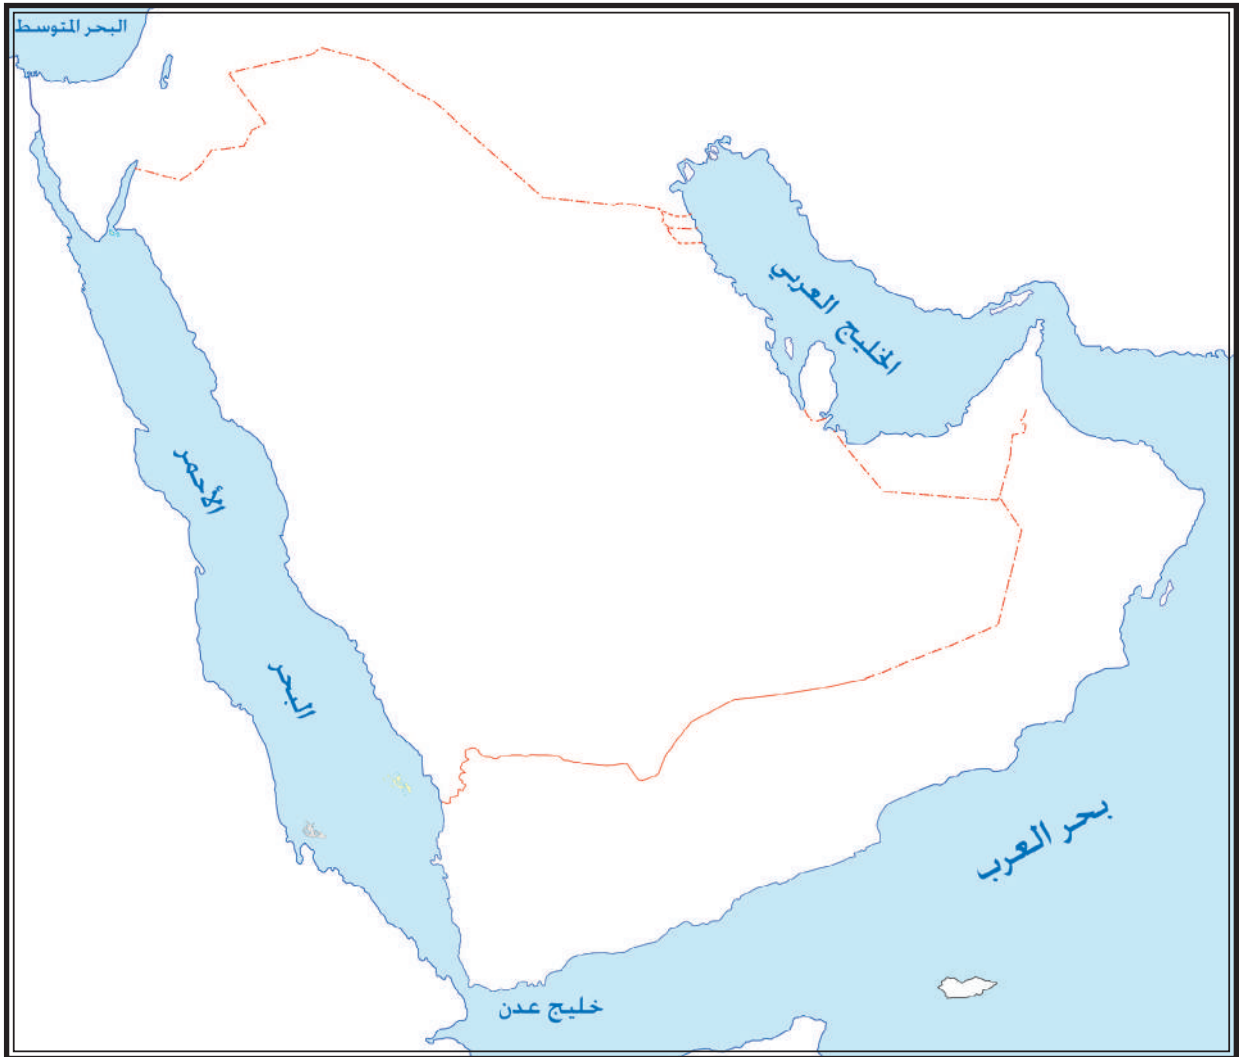 البحر المتوسط
الخليج العربي
البحر
الأحمر
بحر العرب
خليج عدن